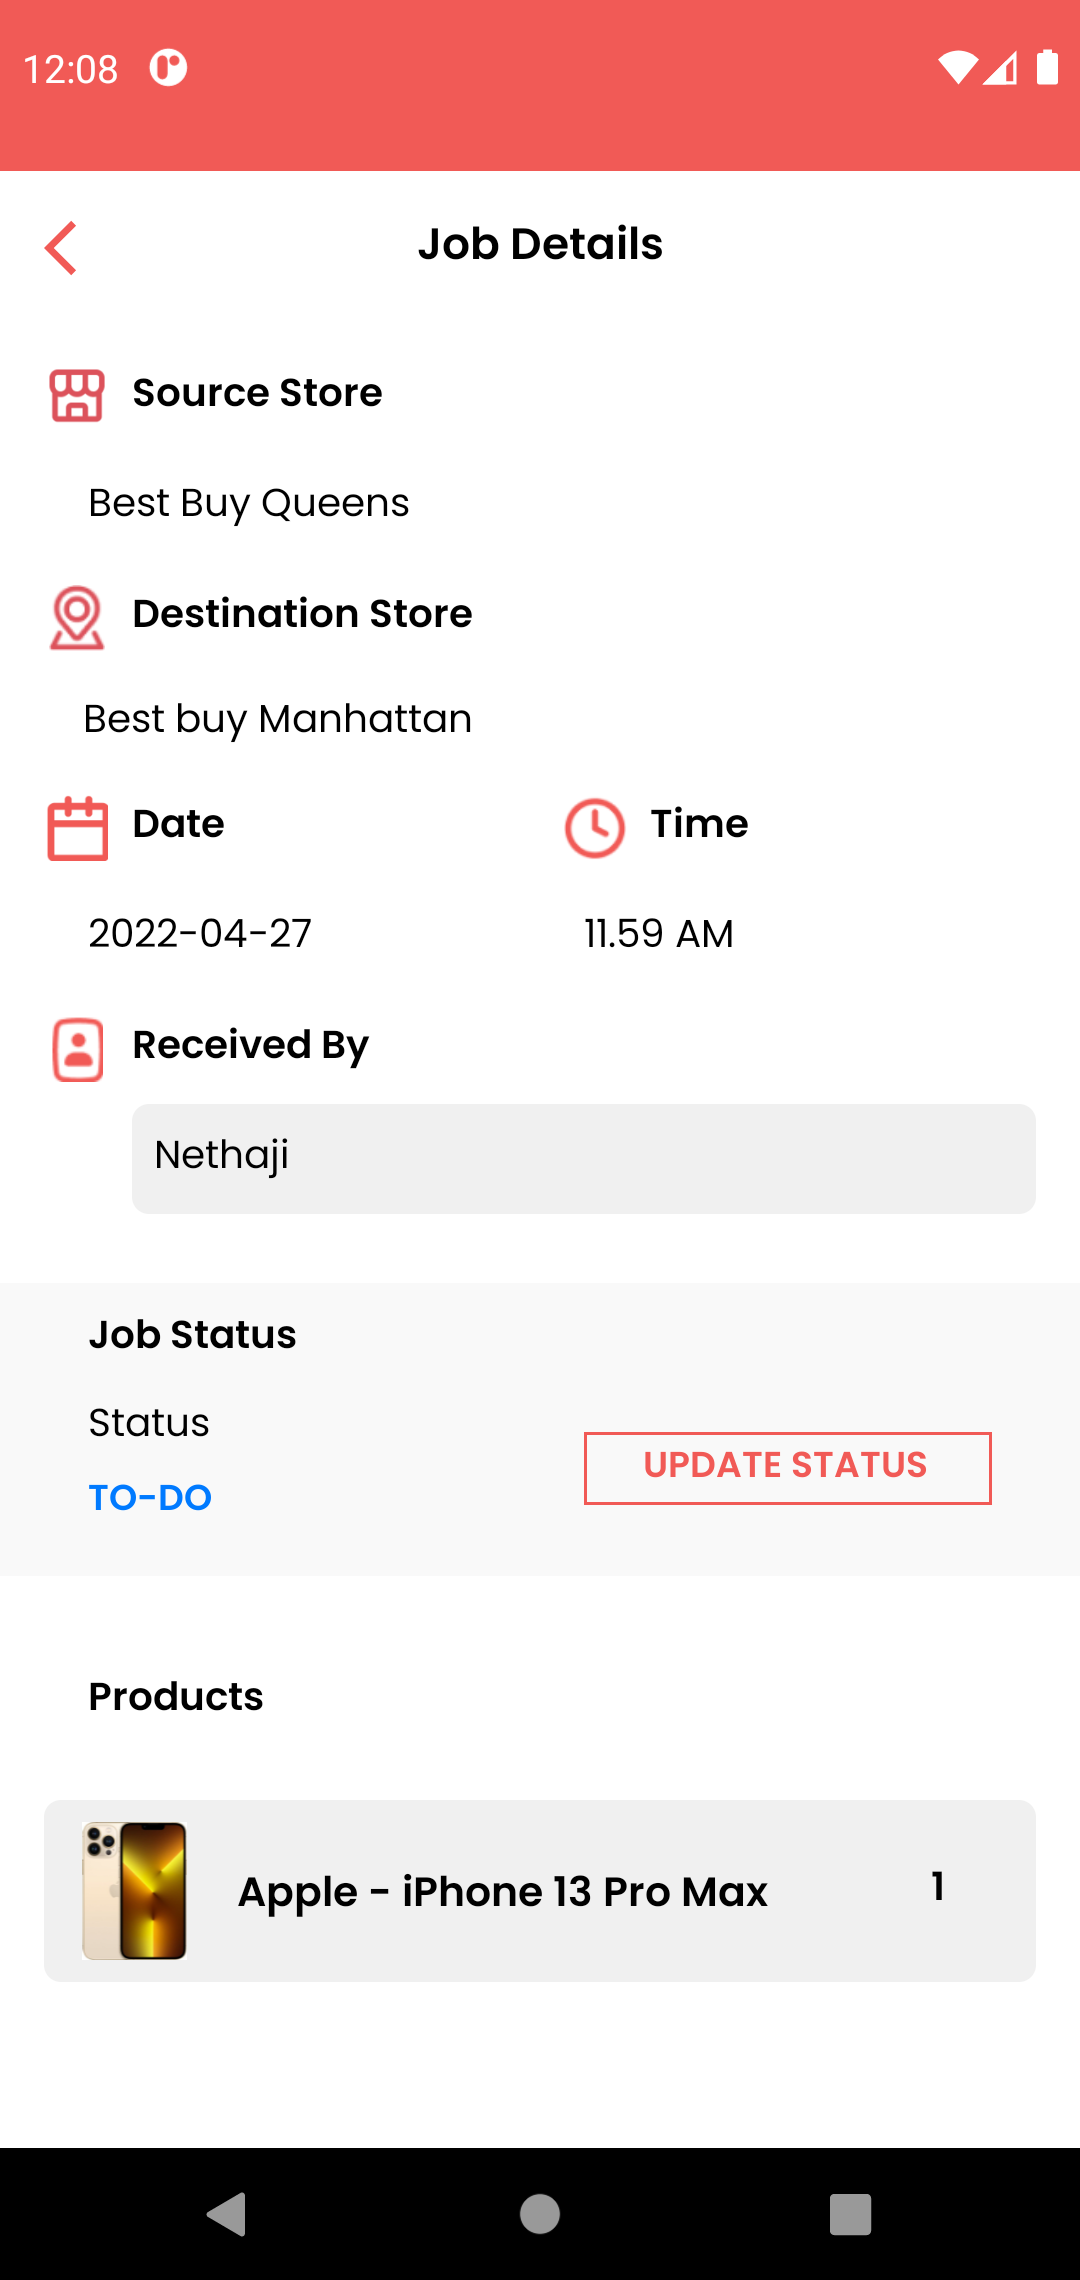 12:08
Job Details
Source Store
Best Buy Queens
Destination Store
Best buy Manhattan
Date
Time
2022-04-27
11.59 AM
Received By
Nethaji
Job Status
Status
UPDATE STATUS
TO-DO
Products
Apple - iPhone 13 Pro Max
1